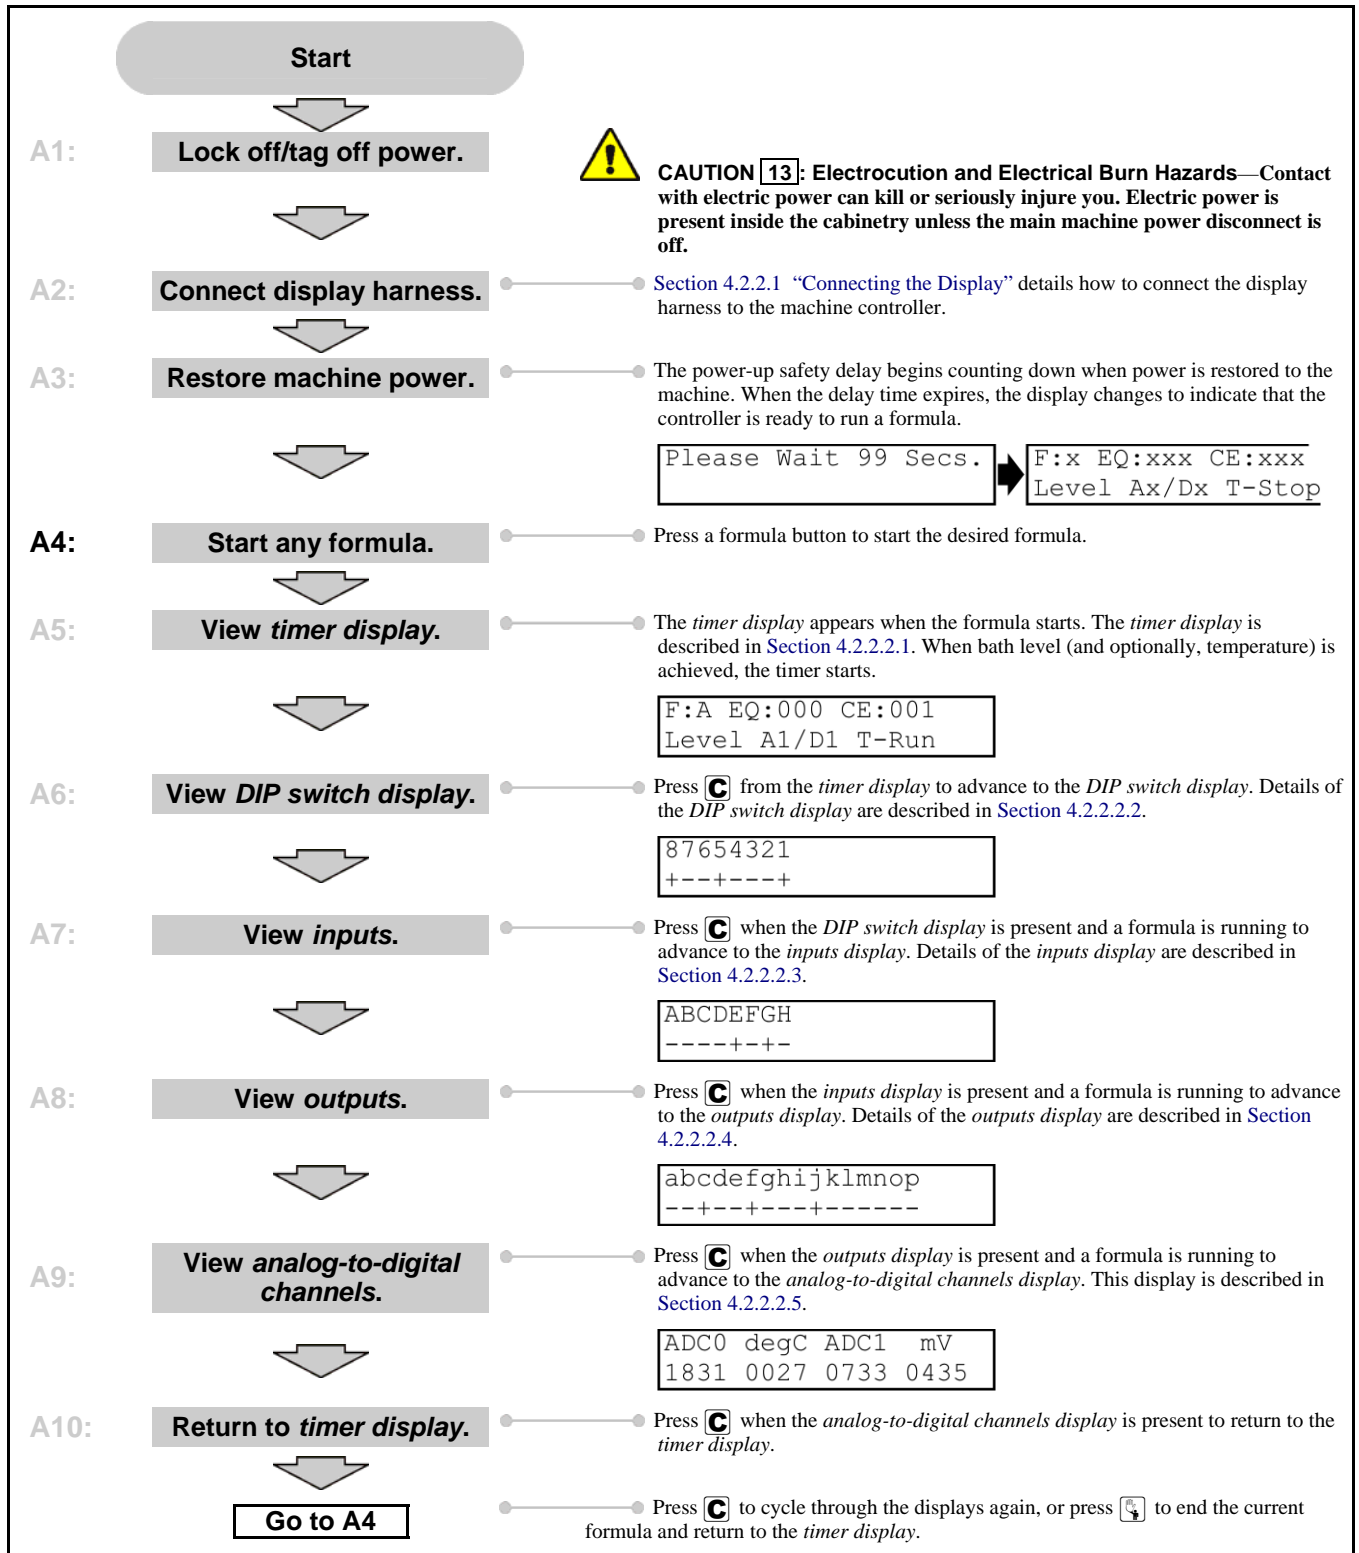 Start
A1: Lock off/tag off power.
CAUTION 13: Electrocution and Electrical Burn Hazards—Contact
with electric power can kill or seriously injure you. Electric power is
present inside the cabinetry unless the main machine power disconnect is
off.
A2: Connect display harness.
Section 4.2.2.1 “Connecting the Display” details how to connect the display
harness to the machine controller.
A3: Restore machine power.
The power-up safety delay begins counting down when power is restored to the
machine. When the delay time expires, the display changes to indicate that the
controller is ready to run a formula.
Please Wait 99 Secs.
F:x EQ:xxx CE:xxx
Level Ax/Dx T-Stop
A4: Start any formula.
Press a formula button to start the desired formula.
A5: View timer display.
The timer display appears when the formula starts. The timer display is
described in Section 4.2.2.2.1. When bath level (and optionally, temperature) is
achieved, the timer starts.
F:A EQ:000 CE:001
Level A1/D1 T-Run
A6: View DIP switch display.
Press C from the timer display to advance to the DIP switch display. Details of
the DIP switch display are described in Section 4.2.2.2.2.
87654321
+--+---+
A7: View inputs.
Press C when the DIP switch display is present and a formula is running to
advance to the inputs display. Details of the inputs display are described in
Section 4.2.2.2.3.
ABCDEFGH
----+-+-
A8: View outputs.
Press C when the inputs display is present and a formula is running to advance
to the outputs display. Details of the outputs display are described in Section
4.2.2.2.4.
abcdefghijklmnop
--+--+---+------
A9: View analog-to-digital
channels.
Press C when the outputs display is present and a formula is running to
advance to the analog-to-digital channels display. This display is described in
Section 4.2.2.2.5.
ADC0 degC ADC1 mV
1831 0027 0733 0435
A10: Return to timer display.
Press C when the analog-to-digital channels display is present to return to the
timer display.
Go to A4
Press C to cycle through the displays again, or press to end the current
formula and return to the timer display.